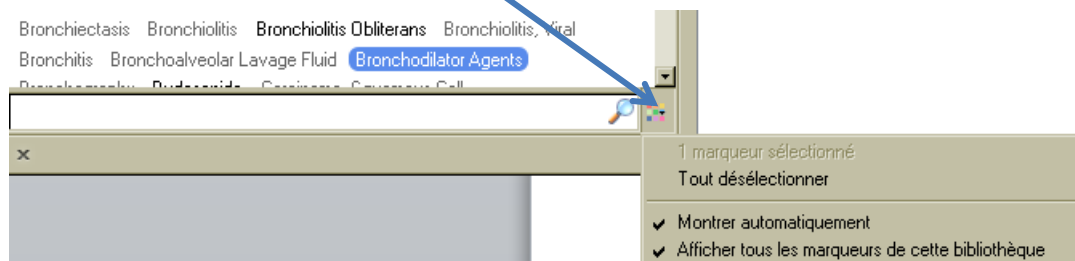 Bronchiectasis Bronchiolitis Bronchiolitis Obliterans Bronchiolitis, Viral
Bronchitis Bronchoalveolar Lavage Fluid Bronchodilator Agents
1 marqueur sélectionné
Tout désélectionner
Montrer automatiquement
Afficher tous les marqueurs de cette bibliothèque